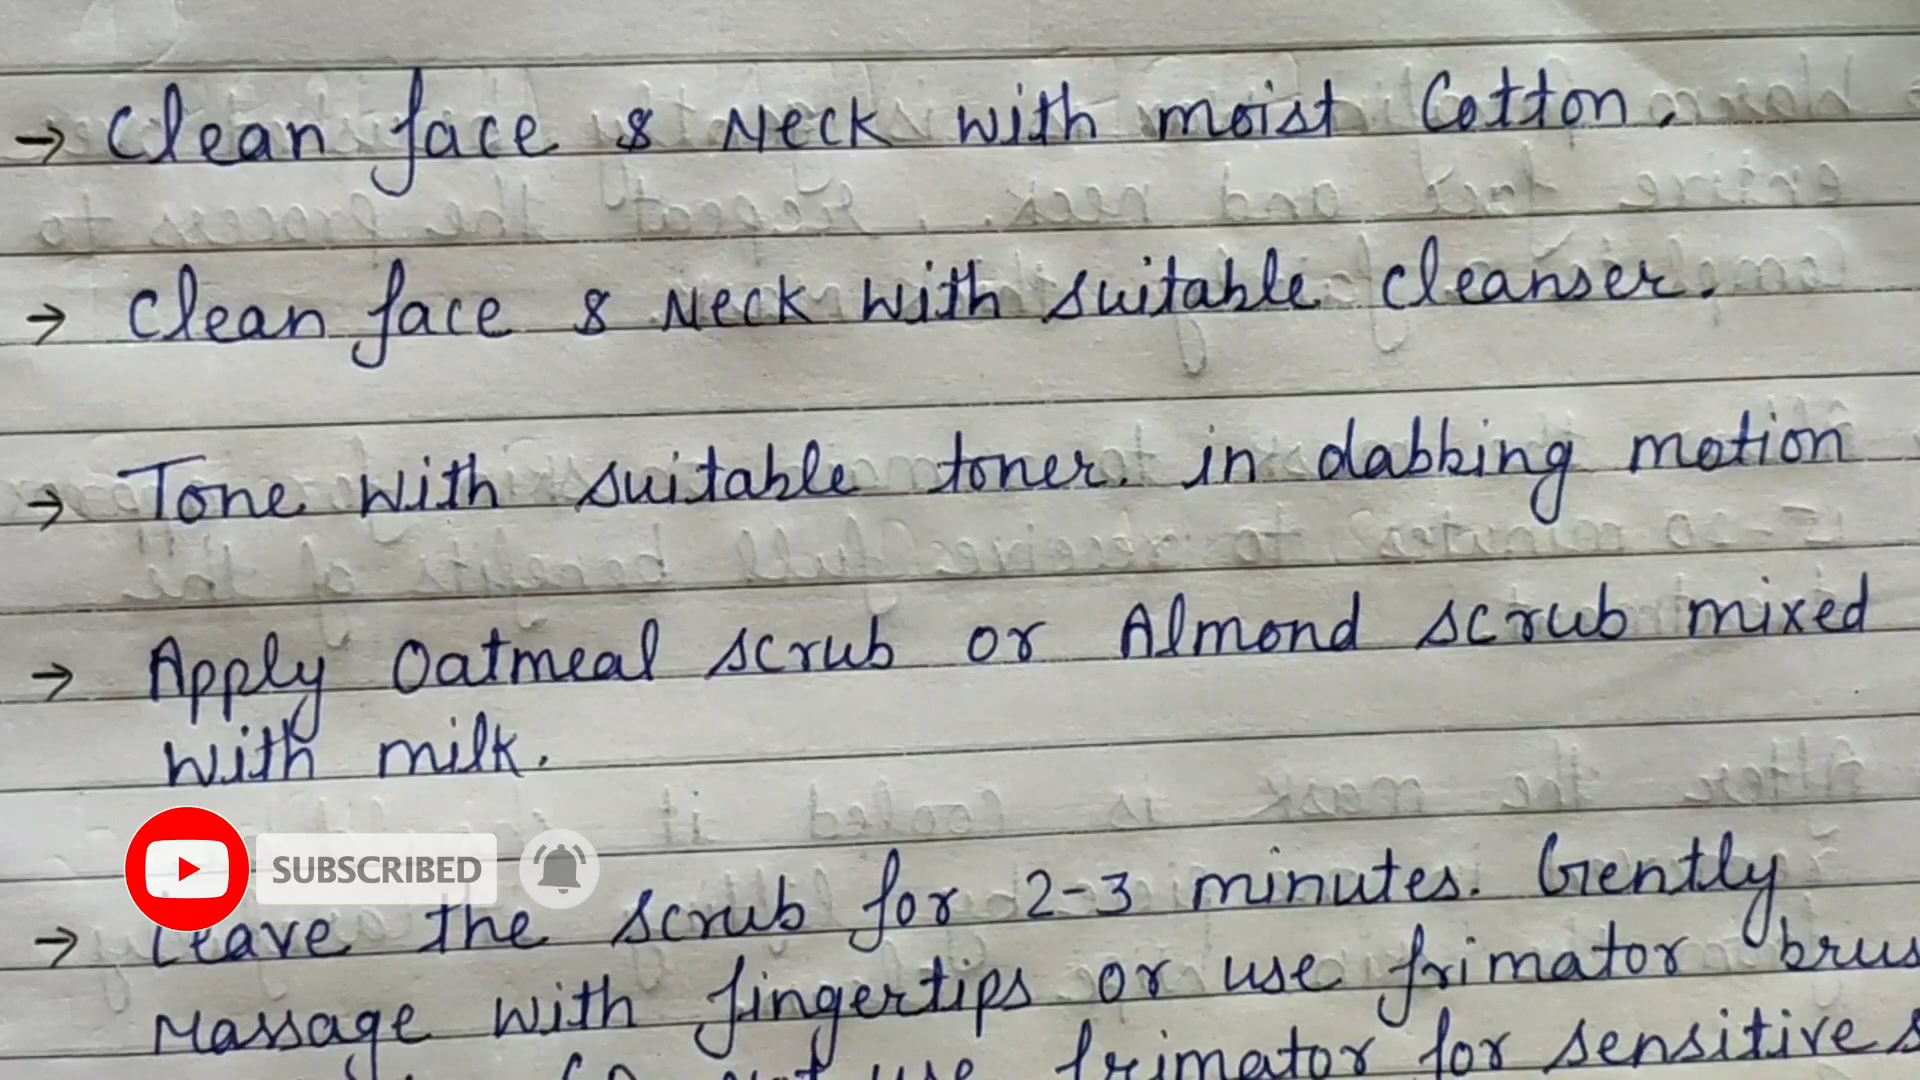 → Clean face & Neck with moist Cotton.
→ Clean face & Neck with suitable cleanser.
→ Tone with suitable toner. in dabbing motion
→ Apply Oatmeal scrub or Almond scrub mixed
with milk.
SUBSCRIBED
→ Leave the scrub for 2-3 minutes. Gently
Massage with fingertips or use frimator brus
use frimator for sensitive s